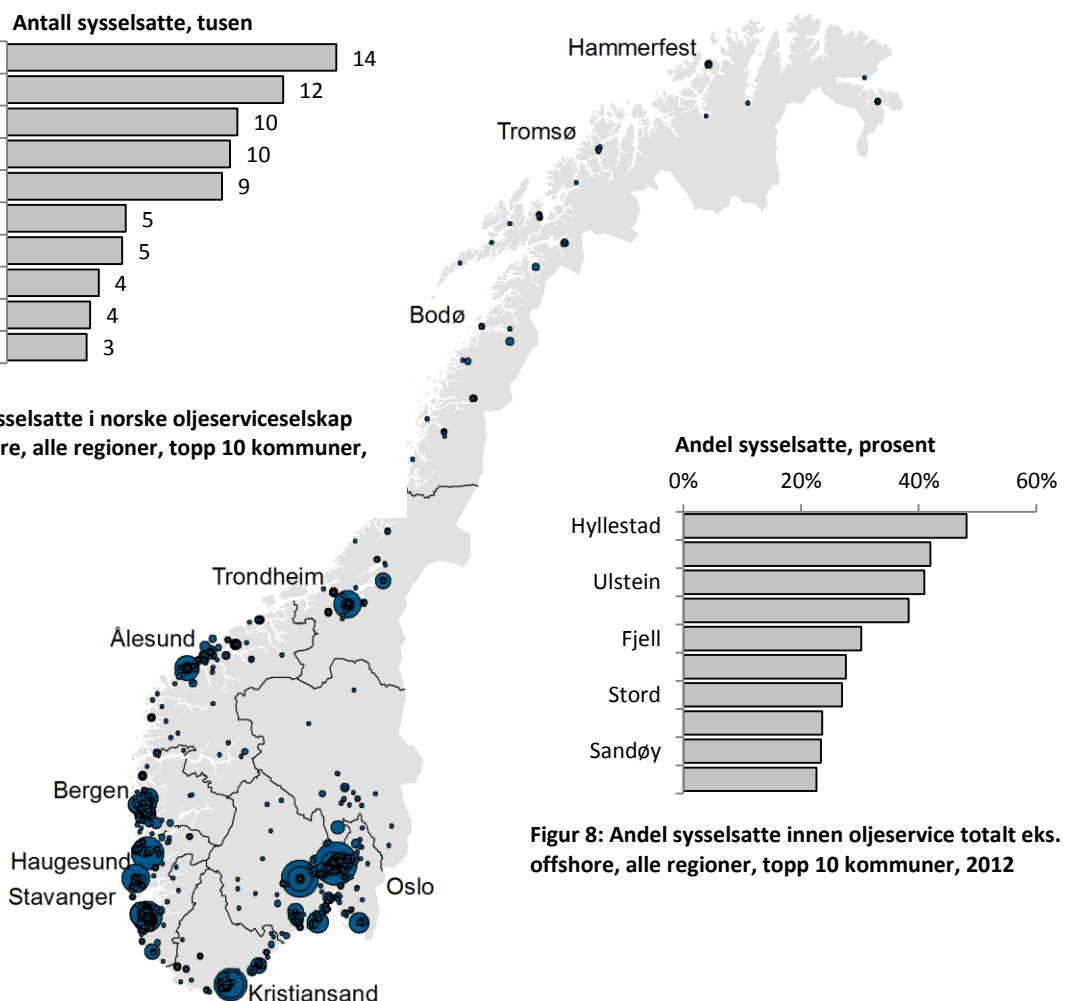 Antall sysselsatte, tusen
14
12
10
10
9
5
5
4
4
3
sselsatte i norske oljeserviceselskap
re, alle regioner, topp 10 kommuner,
Hammerfest
Tromsø
Bodø
Trondheim
Ålesund
Bergen
Haugesund
Stavanger
Oslo
Kristiansand
Andel sysselsatte, prosent
0% 20% 40% 60%
Hyllestad
Ulstein
Fjell
Stord
Sandøy
Figur 8: Andel sysselsatte innen oljeservice totalt eks.
offshore, alle regioner, topp 10 kommuner, 2012